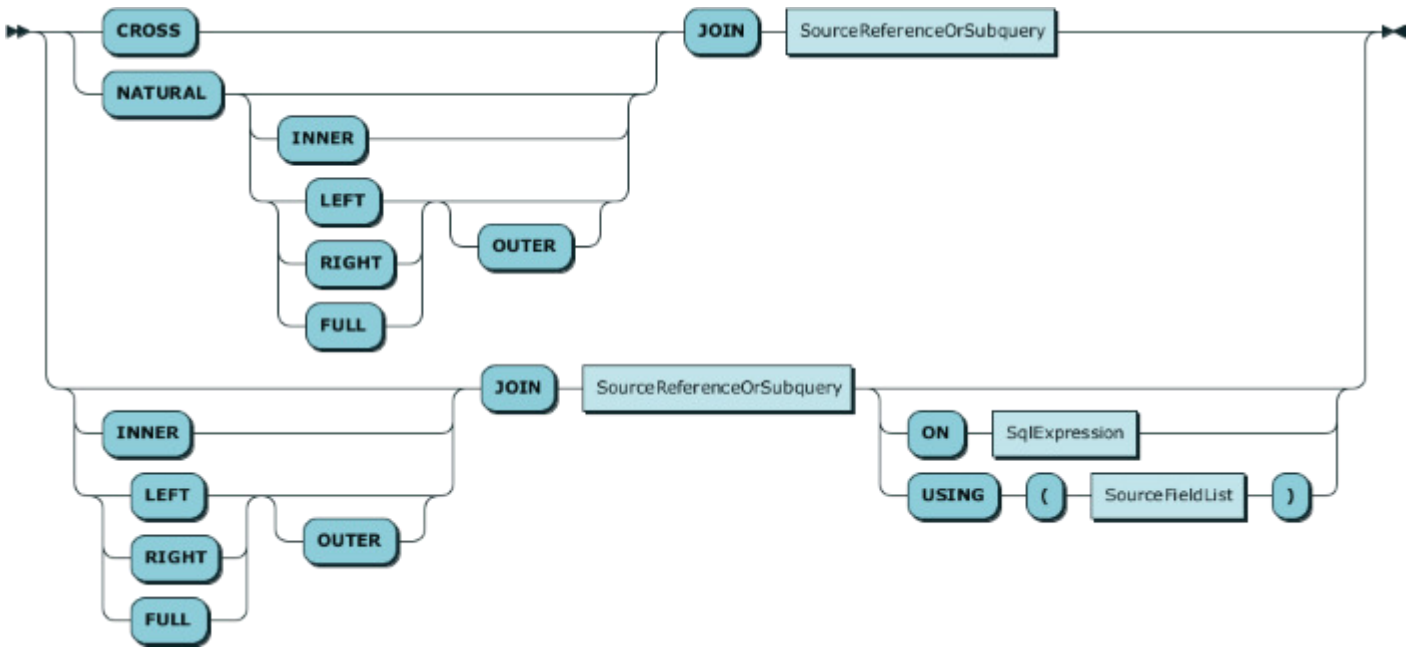 CROSS JOIN SourceReferenceOrSubquery
NATURAL
INNER
LEFT
OUTER
RIGHT
FULL
JOIN SourceReferenceOrSubquery
INNER ON SqlExpression
LEFT USING ( SourceFieldList )
OUTER
RIGHT
FULL